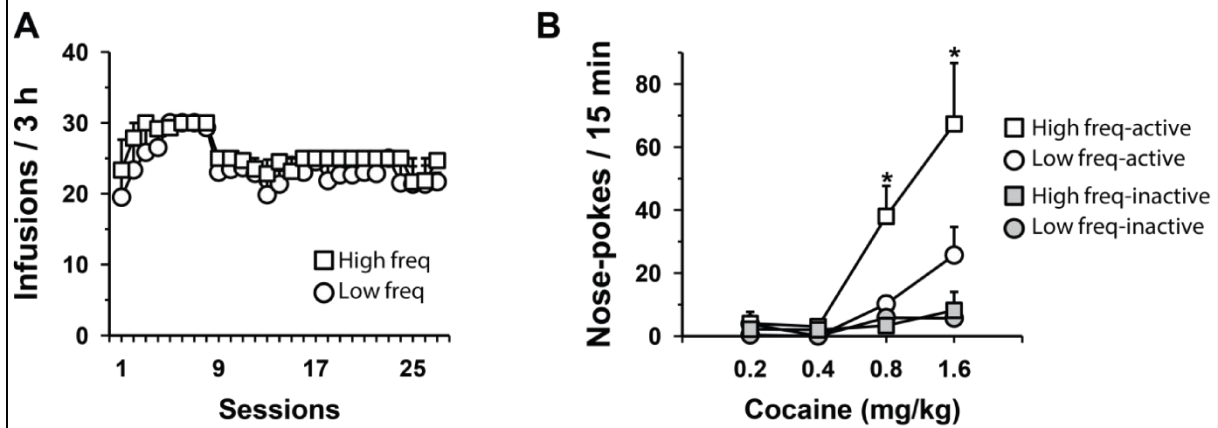 A
Infusions / 3 h
40
30
20
10
0
1 9 17 25
Sessions
High freq
Low freq
B
Nose-pokes / 15 min
80
60
40
20
0
*
*
0.2 0.4 0.8 1.6
Cocaine (mg/kg)
High freq-active
Low freq-active
High freq-inactive
Low freq-inactive